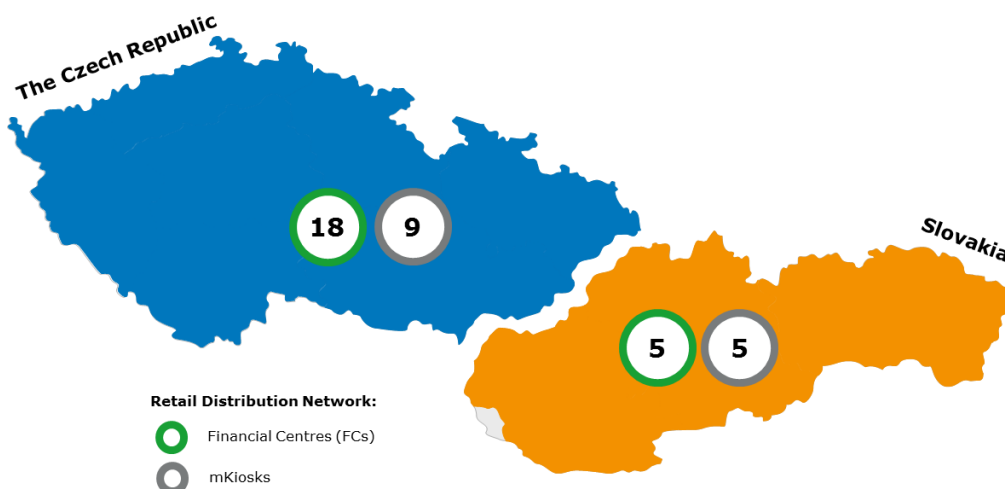 The Czech Republic
18 9
Slovakia
5 5
Retail Distribution Network:
Financial Centres (FCs)
mKiosks